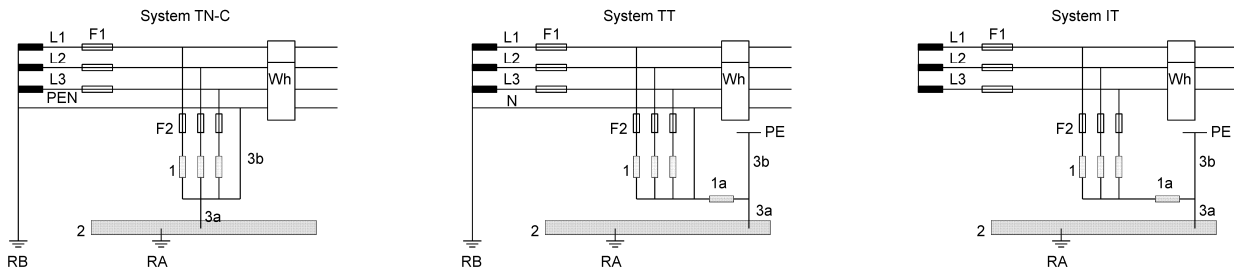 System TN-C
L1
F1
L2
L3
PEN
Wh
F2
1
3b
3a
2
RB
RA
System TT
L1
F1
L2
L3
N
Wh
F2
PE
1
3b
1a
3a
2
RB
RA
System IT
L1
F1
L2
L3
Wh
F2
PE
1
3b
1a
3a
2
RA